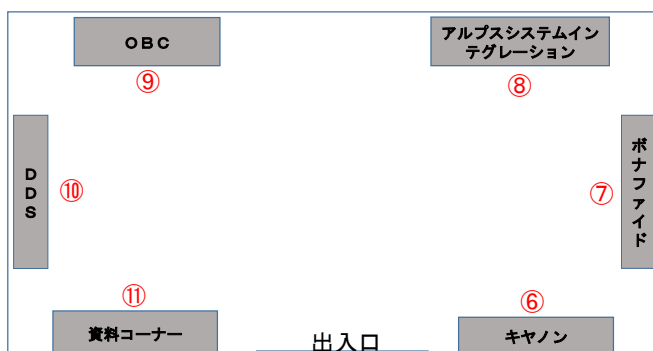 OBC
アルプスシステムイン
テグレーション
⑨
⑧
DDS
⑩
⑦
ボナファイド
⑪
⑥
資料コーナー
出入口
キヤノン